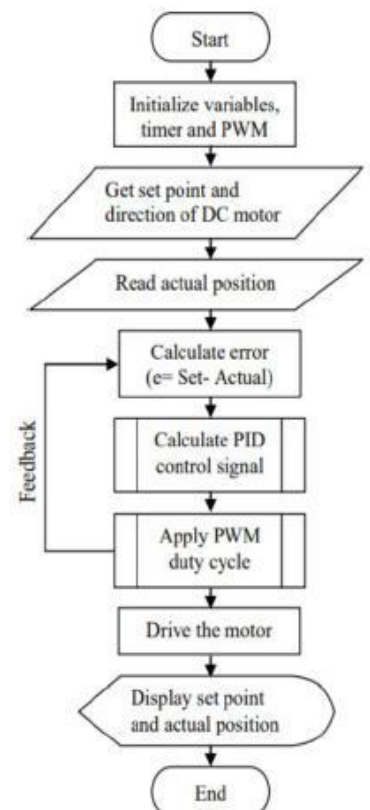 Start
Initialize variables,
timer and PWM
Get set point and
direction of DC motor
Read actual position
Calculate error
(e= Set- Actual)
Feedback
Calculate PID
control signal
Apply PWM
duty cycle
Drive the motor
Display set point
and actual position
End